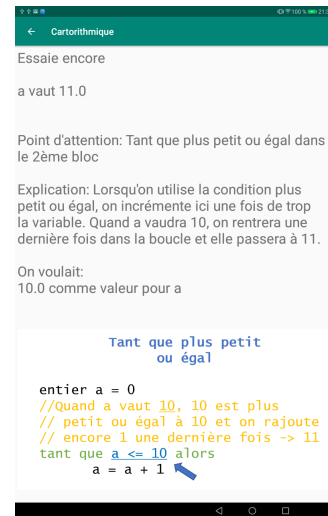 100 %
← Cartorithmique
Essaie encore
a vaut 11.0
Point d'attention: Tant que plus petit ou égal dans
le 2ème bloc
Explication: Lorsqu'on utilise la condition plus
petit ou égal, on incrémente ici une fois de trop
la variable. Quand a vaudra 10, on rentrera une
dernière fois dans la boucle et elle passera à 11.
On voulait:
10.0 comme valeur pour a
Tant que plus petit
ou égal
entier a = 0
//Quand a vaut 10, 10 est plus
// petit ou égal à 10 et on rajoute
// encore 1 une dernière fois -> 11
tant que a <= 10 alors
a = a + 1